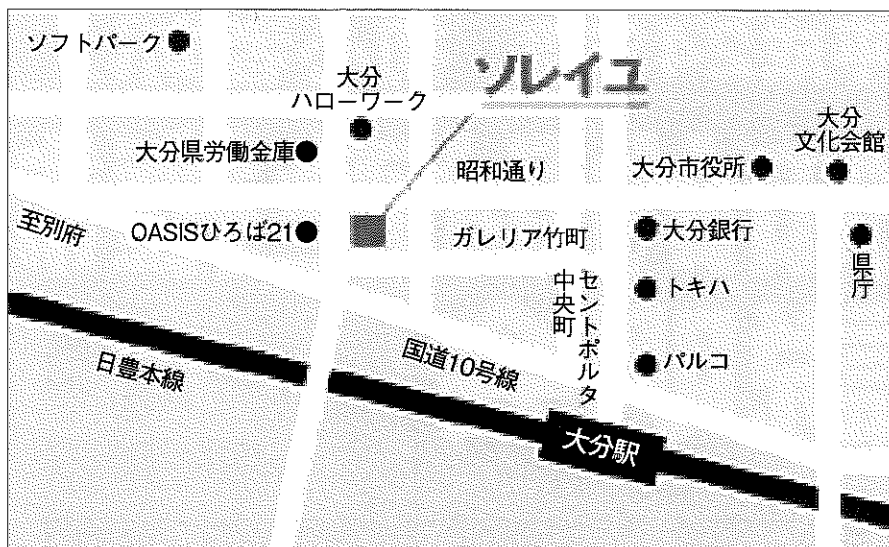 ソフトパーク
ソレイユ
大分
ハローワーク
大分県労働金庫
昭和通り
大分市役所
大分
文化会館
至別府
OASISひろば21
ガレリア竹町
大分銀行
県庁
セントポルタ
中央町
トキハ
パルコ
国道10号線
日豊本線
大分駅